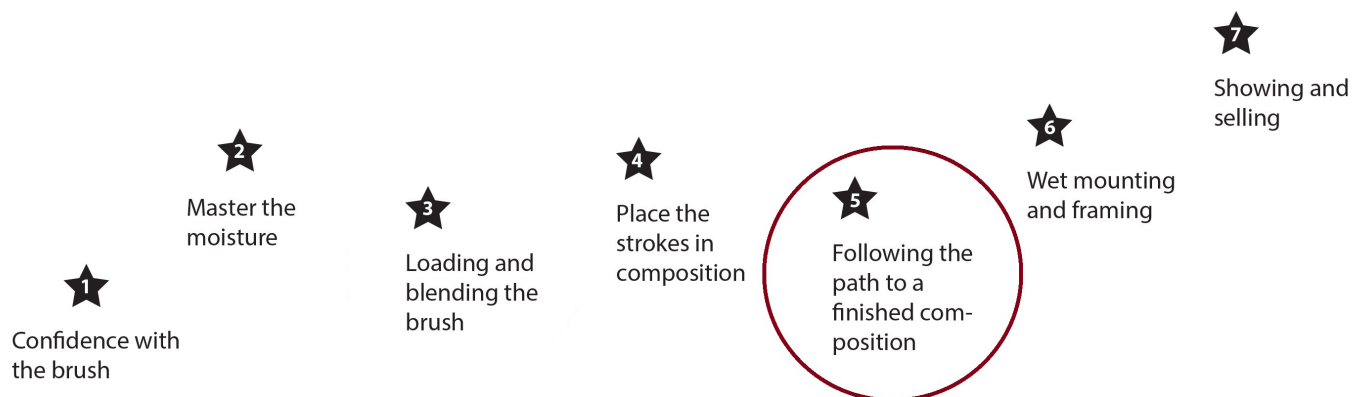 1
Confidence with
the brush
2
Master the
moisture
3
Loading and
blending the
brush
4
Place the
strokes in
composition
5
Following the
path to a
finished com-
position
6
Wet mounting
and framing
7
Showing and
selling